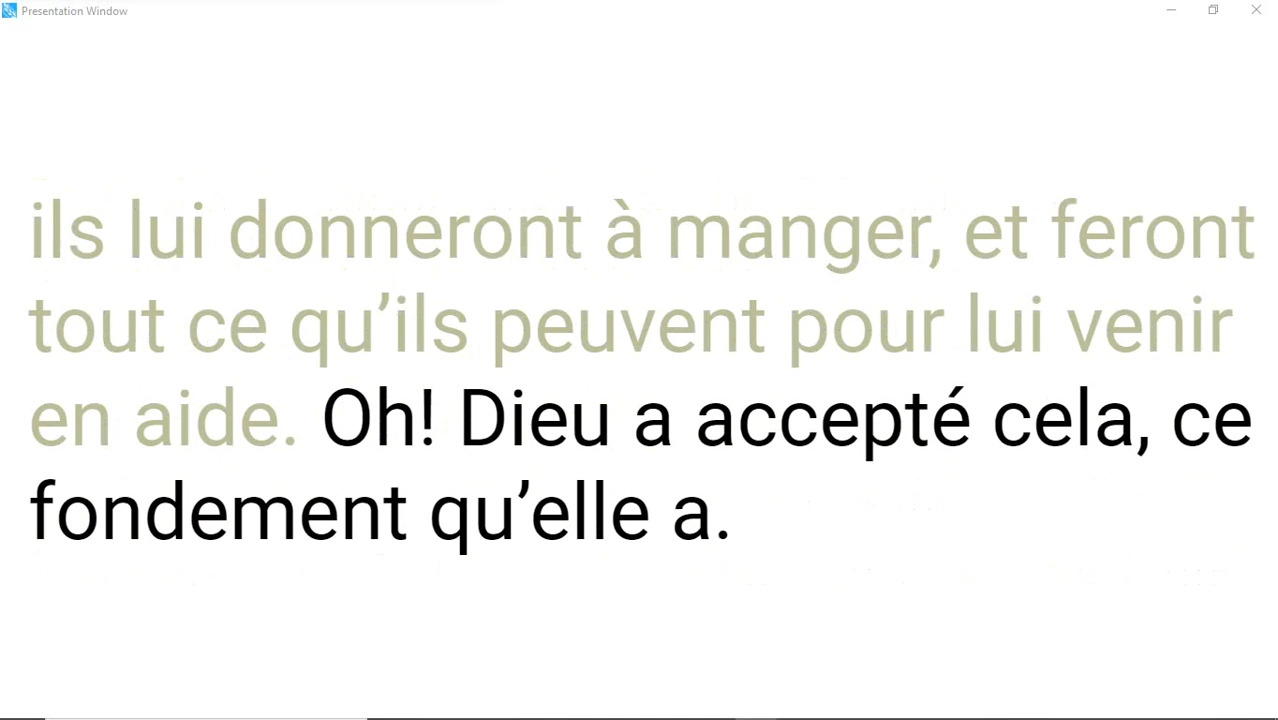 Presentation Window
ils lui donneront à manger, et feront
tout ce qu’ils peuvent pour lui venir
en aide. Oh! Dieu a accepté cela, ce
fondement qu’elle a.